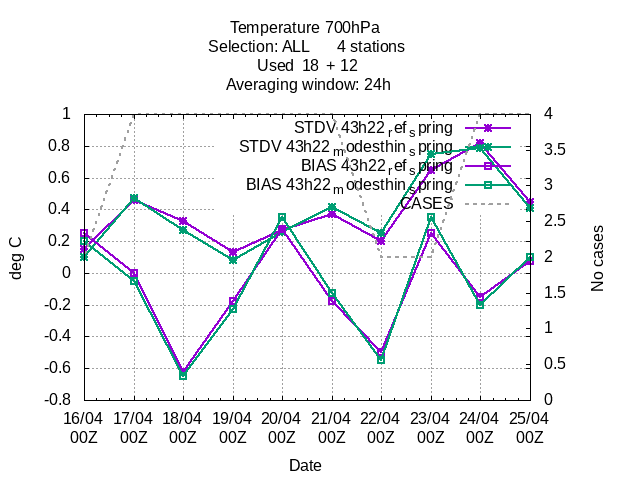 Temperature 700hPa
Selection: ALL 4 stations
Used 18 + 12
Averaging window: 24h
STDV 43h22_ref_spring
STDV 43h22_modesthin_spring
BIAS 43h22_ref_spring
BIAS 43h22_modesthin_spring
CASES
1
0.8
0.6
0.4
0.2
0
-0.2
-0.4
-0.6
-0.8
deg C
4
3.5
3
2.5
2
1.5
1
0.5
0
No cases
16/04 17/04 18/04 19/04 20/04 21/04 22/04 23/04 24/04 25/04
00Z 00Z 00Z 00Z 00Z 00Z 00Z 00Z 00Z 00Z
Date